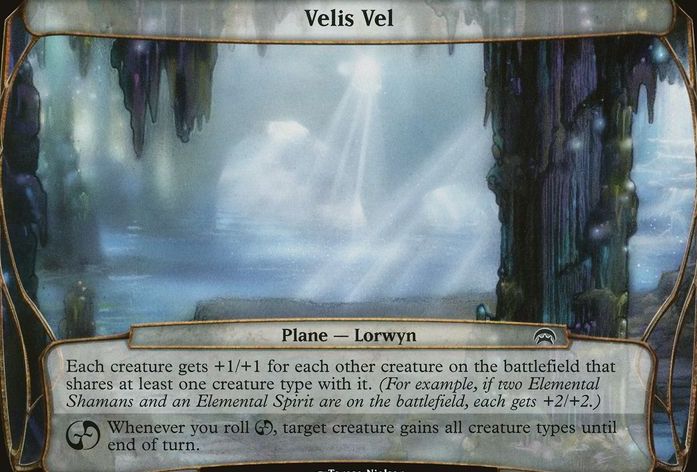 Velis Vel
Plane — Lorwyn
Each creature gets +1/+1 for each other creature on the battlefield that
shares at least one creature type with it. (For example, if two Elemental
Shamans and an Elemental Spirit are on the battlefield, each gets +2/+2.)
Whenever you roll , target creature gains all creature types until
end of turn.